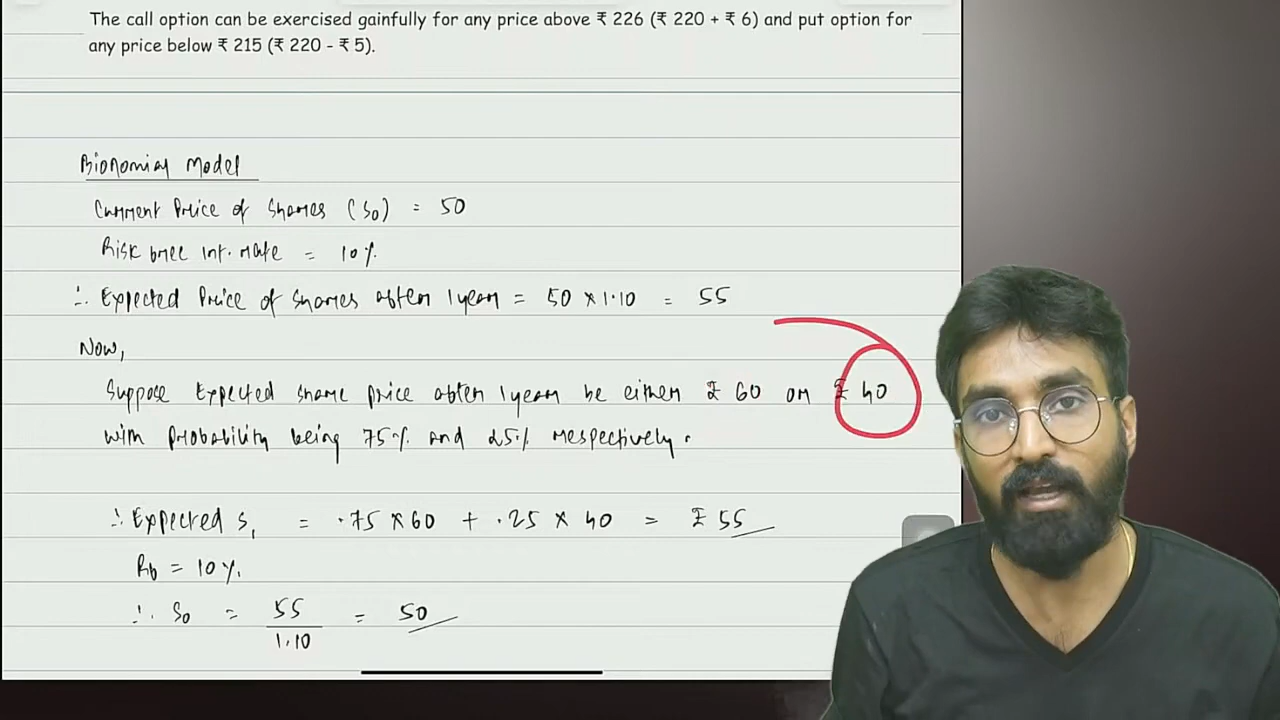 The call option can be exercised gainfully for any price above ₹ 226 (₹ 220 + ₹ 6) and put option for
any price below ₹ 215 (₹ 220 - ₹ 5).
Bionomial Model
Current Price of Shares (S0) = 50
Risk free int. rate = 10%
∴ Expected Price of Shares after 1 year = 50 × 1.10 = 55
Now,
Suppose Expected share price after 1 year be either ₹ 60 or ₹ 40
with Probability being 75% and 25% respectively.
∴ Expected S1 = .75 × 60 + .25 × 40 = ₹ 55
Rf = 10%
∴ S0 = 55 / 1.10 = 50